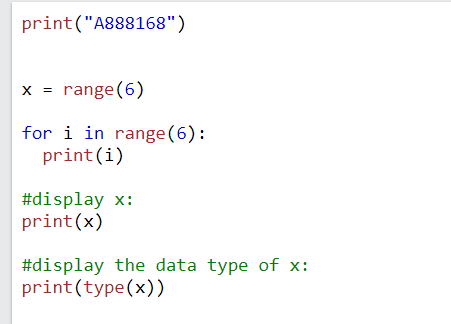 print("A888168")
x = range(6)
for i in range(6):
  print(i)
#display x:
print(x)
#display the data type of x:
print(type(x))